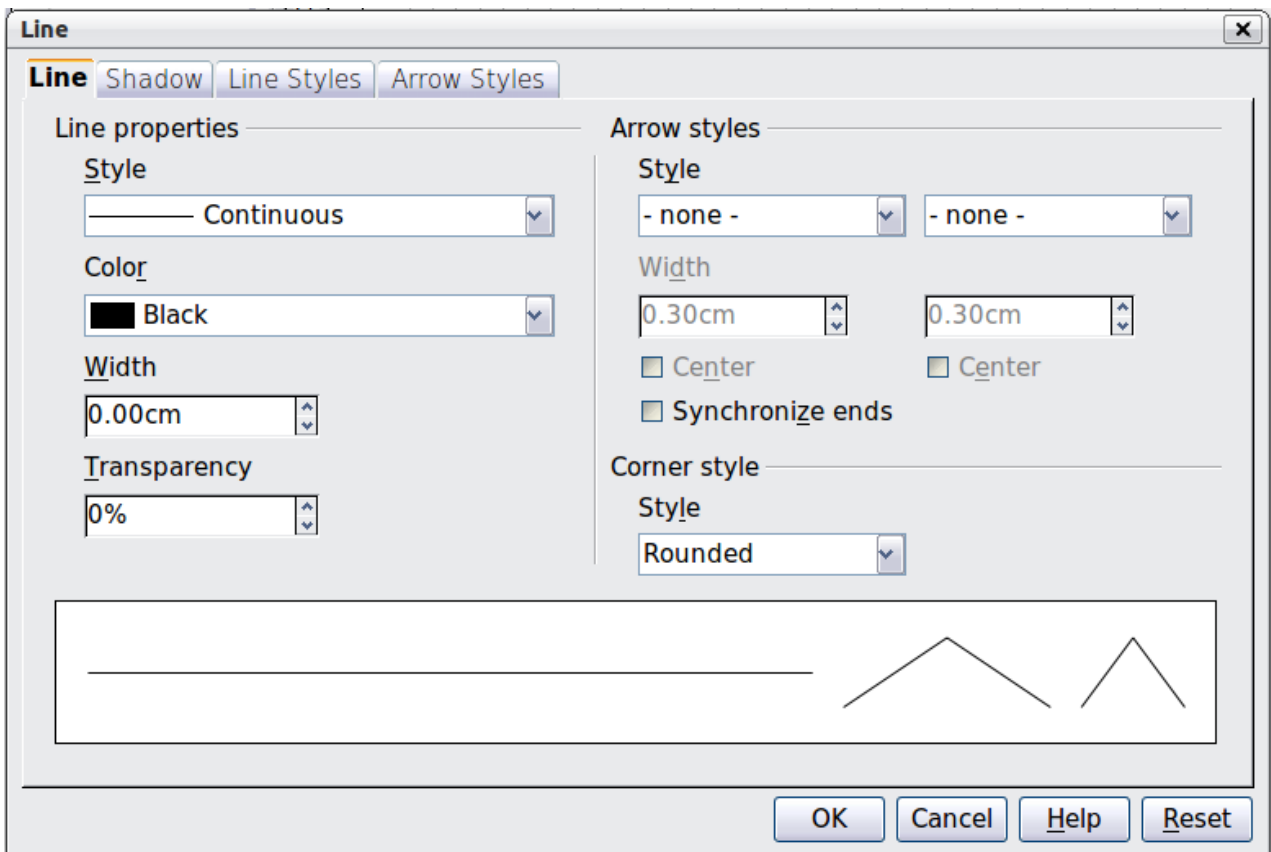 Line
Line Shadow Line Styles Arrow Styles
Line properties
Style
Continuous
Color
Black
Width
0.00cm
Transparency
0%
Arrow styles
Style
- none - - none -
Width
0.30cm 0.30cm
Center Center
Synchronize ends
Corner style
Style
Rounded
OK Cancel Help Reset